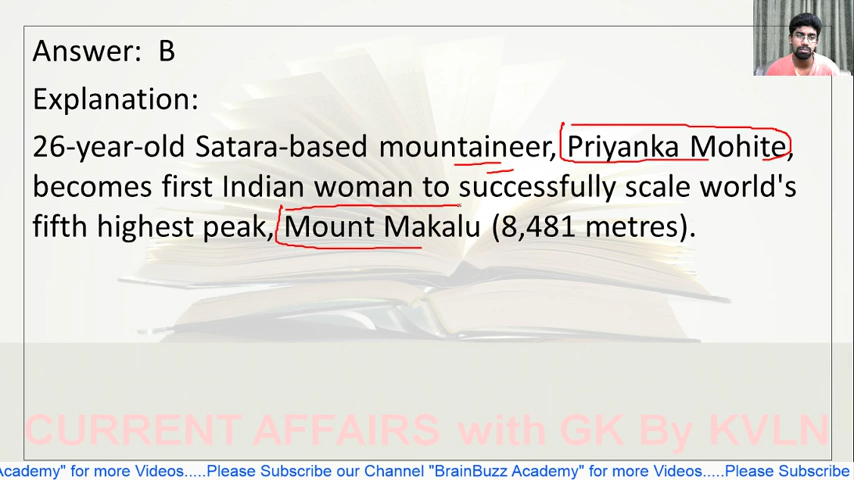 Answer: B
Explanation:
26-year-old Satara-based mountaineer, Priyanka Mohite,
becomes first Indian woman to successfully scale world's
fifth highest peak, Mount Makalu (8,481 metres).
CURRENT AFFAIRS with GK By KVLN
Academy" for more Videos.....Please Subscribe our Channel "BrainBuzz Academy" for more Videos.....Please Subscribe